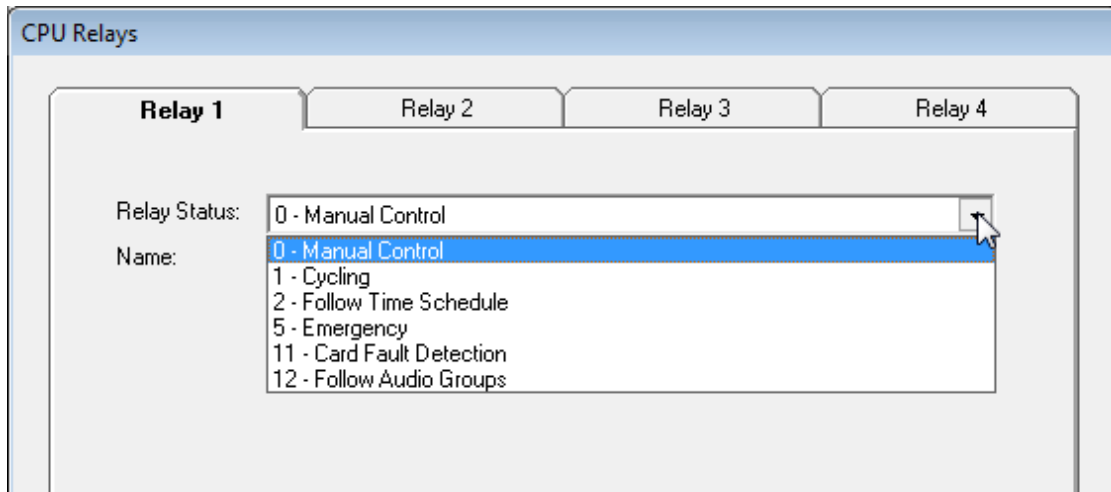 CPU Relays
Relay 1 Relay 2 Relay 3 Relay 4
Relay Status: 0 - Manual Control
Name: 0 - Manual Control
1 - Cycling
2 - Follow Time Schedule
5 - Emergency
11 - Card Fault Detection
12 - Follow Audio Groups